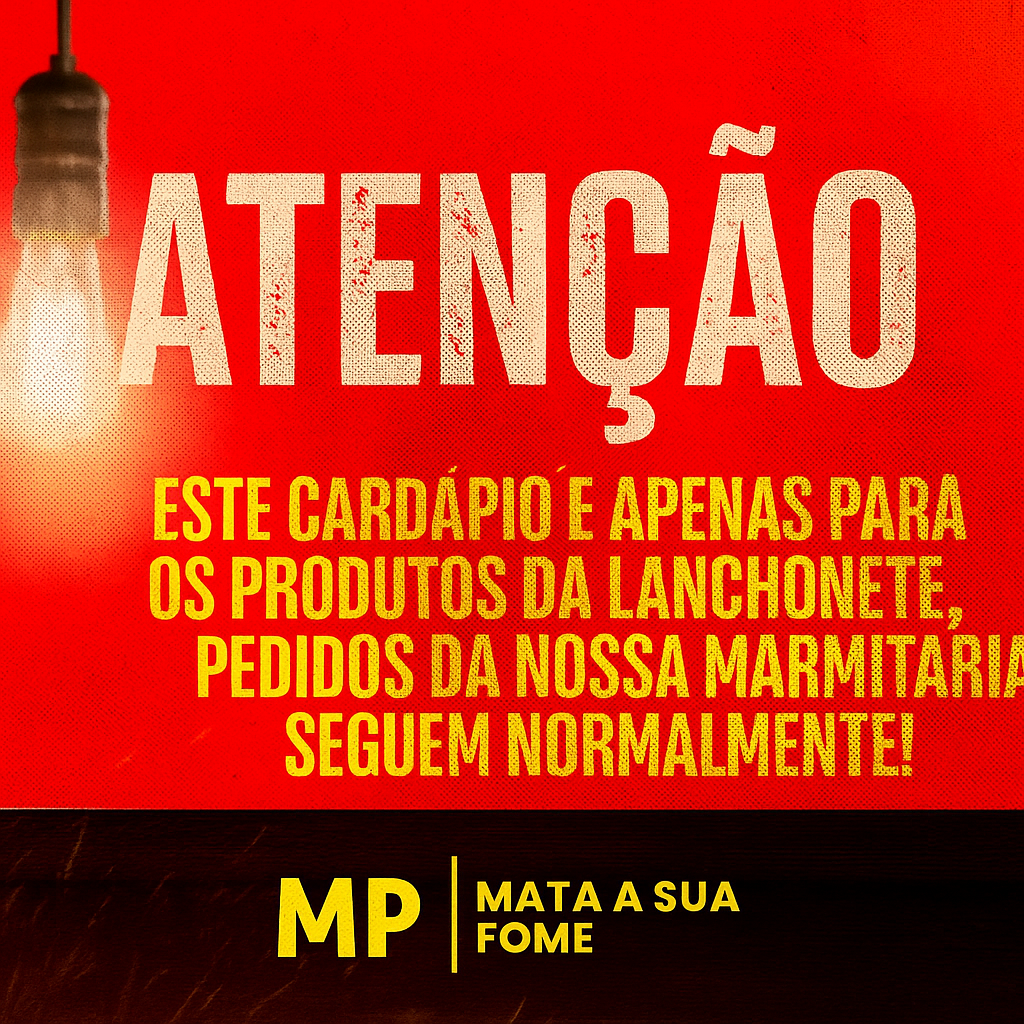 ATENÇÃO
ESTE CARDÁPIO É APENAS PARA
OS PRODUTOS DA LANCHONETE,
PEDIDOS DA NOSSA MARMITARIA
SEGUEM NORMALMENTE!
MP
MATA A SUA
FOME